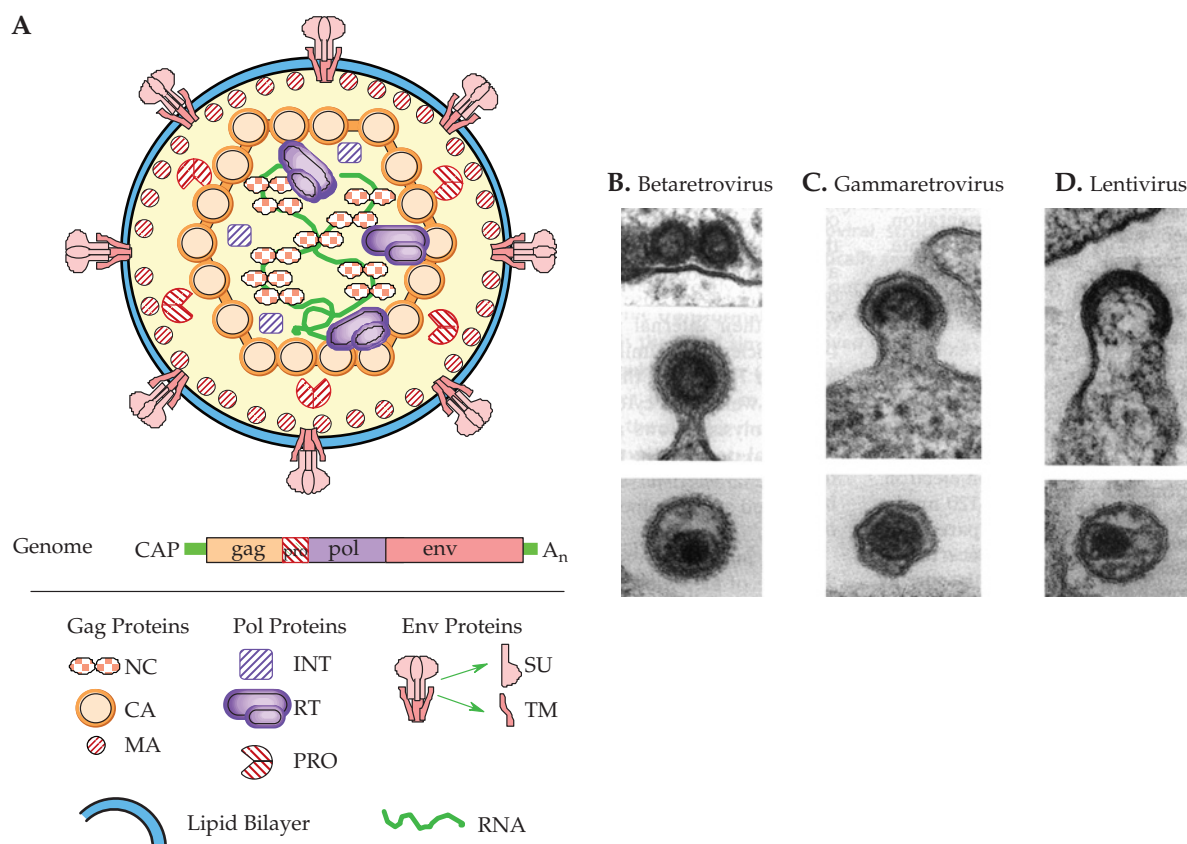 A
B. Betaretrovirus
C. Gammaretrovirus
D. Lentivirus
Genome
CAP
gag
pro
pol
env
An
Gag Proteins
Pol Proteins
Env Proteins
NC
INT
SU
CA
RT
TM
MA
PRO
Lipid Bilayer
RNA